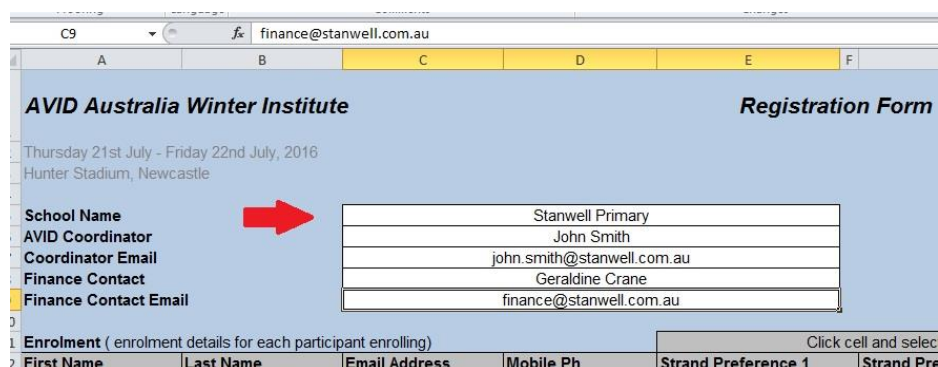 C9 fx finance@stanwell.com.au
A B C D E F
AVID Australia Winter Institute Registration Form
Thursday 21st July - Friday 22nd July, 2016
Hunter Stadium, Newcastle
School Name Stanwell Primary
AVID Coordinator John Smith
Coordinator Email john.smith@stanwell.com.au
Finance Contact Geraldine Crane
Finance Contact Email finance@stanwell.com.au
Enrolment ( enrolment details for each participant enrolling) Click cell and selec
First Name Last Name Email Address Mobile Ph Strand Preference 1 Strand Pre